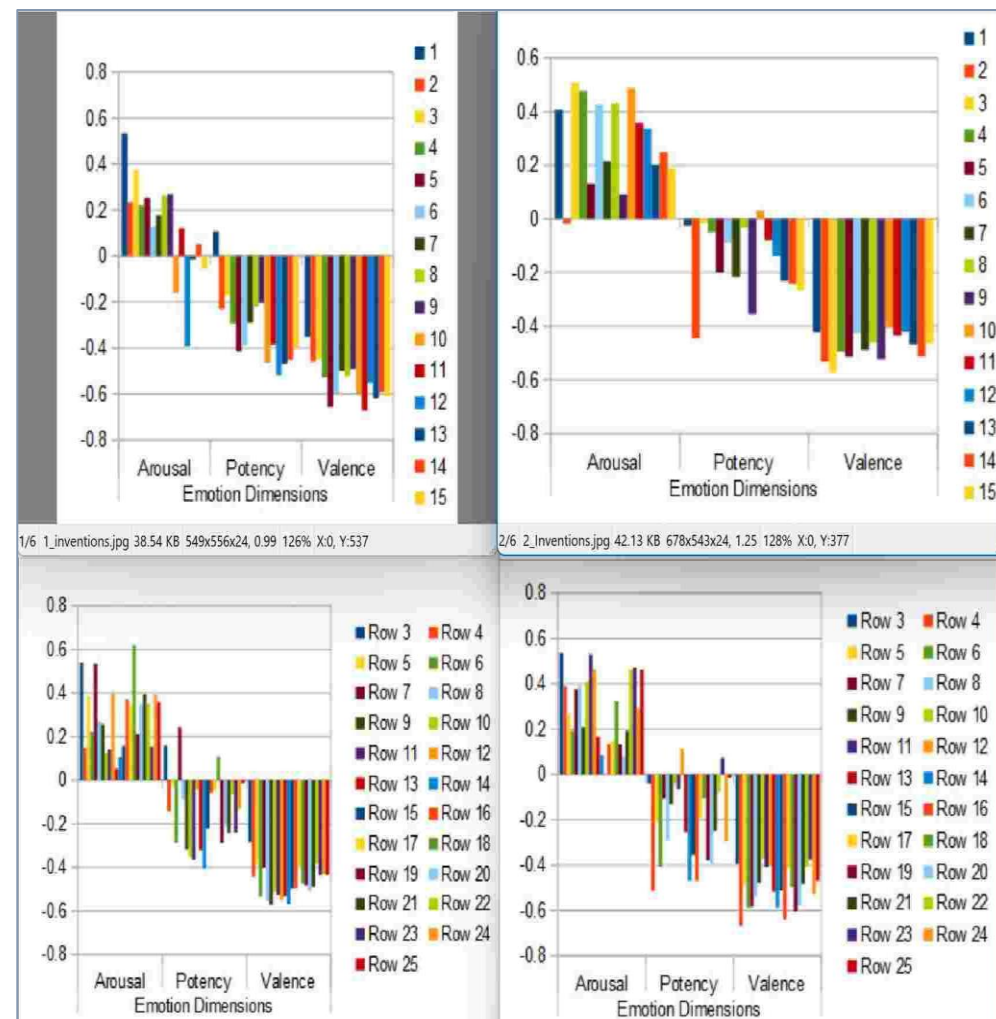 0.8
0.6
0.4
0.2
0
-0.2
-0.4
-0.6
-0.8
Arousal Potency Valence
Emotion Dimensions
1
2
3
4
5
6
7
8
9
10
11
12
13
14
15
1/6 1_inventions.jpg 38.54 KB 549x556x24, 0.99 126% X:0, Y:537
0.6
0.4
0.2
0
-0.2
-0.4
-0.6
-0.8
Arousal Potency Valence
Emotion Dimensions
1
2
3
4
5
6
7
8
9
10
11
12
13
14
15
2/6 2_Inventions.jpg 42.13 KB 678x543x24, 1.25 128% X:0, Y:377
0.8
0.6
0.4
0.2
0
-0.2
-0.4
-0.6
-0.8
Arousal Potency Valence
Emotion Dimensions
Row 3 Row 4
Row 5 Row 6
Row 7 Row 8
Row 9 Row 10
Row 11 Row 12
Row 13 Row 14
Row 15 Row 16
Row 17 Row 18
Row 19 Row 20
Row 21 Row 22
Row 23 Row 24
Row 25
0.8
0.6
0.4
0.2
0
-0.2
-0.4
-0.6
-0.8
Arousal Potency Valence
Emotion Dimensions
Row 3 Row 4
Row 5 Row 6
Row 7 Row 8
Row 9 Row 10
Row 11 Row 12
Row 13 Row 14
Row 15 Row 16
Row 17 Row 18
Row 19 Row 20
Row 21 Row 22
Row 23 Row 24
Row 25